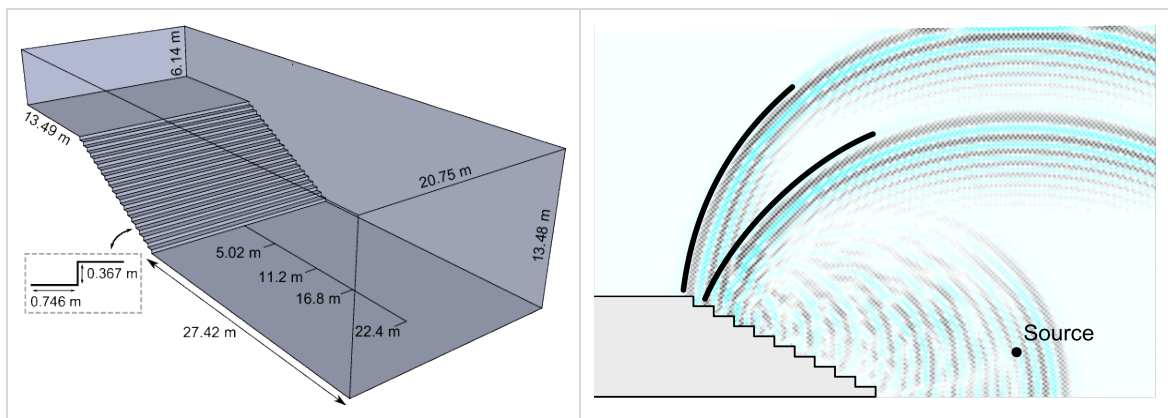 6.14 m
13.49 m
20.75 m
13.48 m
5.02 m
11.2 m
16.8 m
22.4 m
0.367 m
0.746 m
27.42 m
Source